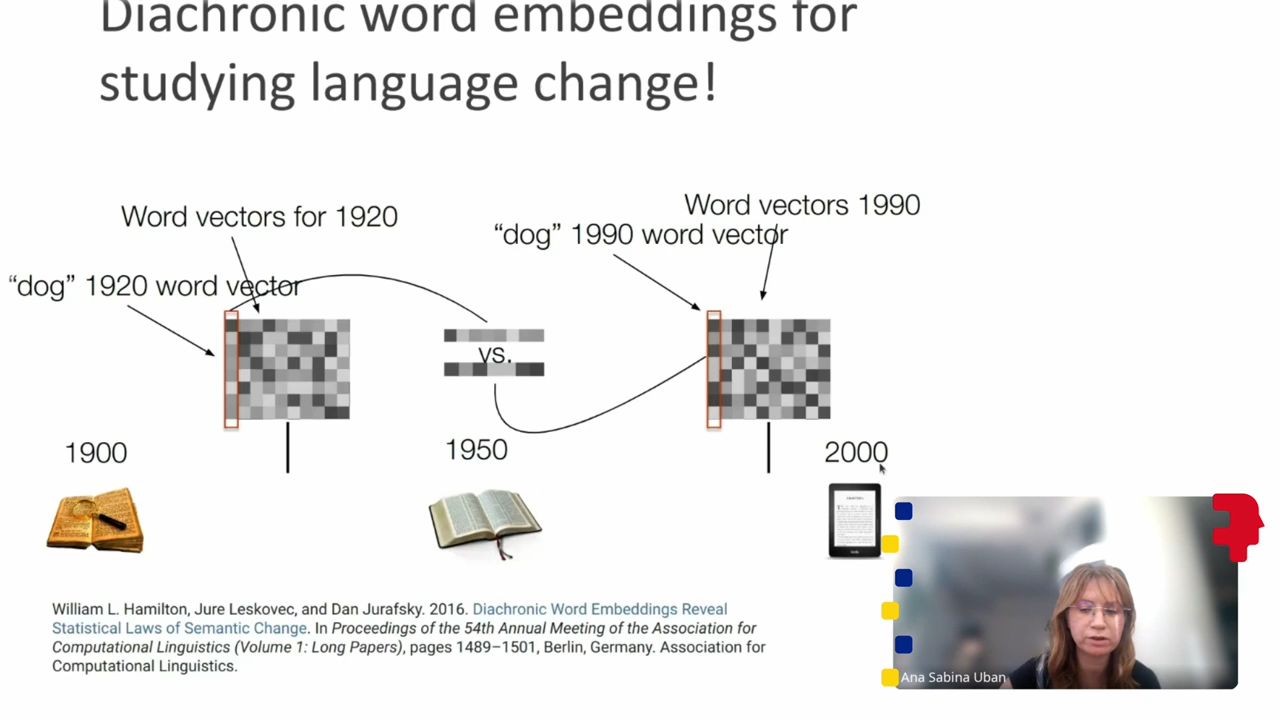 Diachronic word embeddings for
studying language change!
Word vectors for 1920
"dog" 1920 word vector
Word vectors 1990
"dog" 1990 word vector
vs.
1900
1950
2000
William L. Hamilton, Jure Leskovec, and Dan Jurafsky. 2016. Diachronic Word Embeddings Reveal
Statistical Laws of Semantic Change. In Proceedings of the 54th Annual Meeting of the Association for
Computational Linguistics (Volume 1: Long Papers), pages 1489–1501, Berlin, Germany. Association for
Computational Linguistics.
Ana Sabina Uban